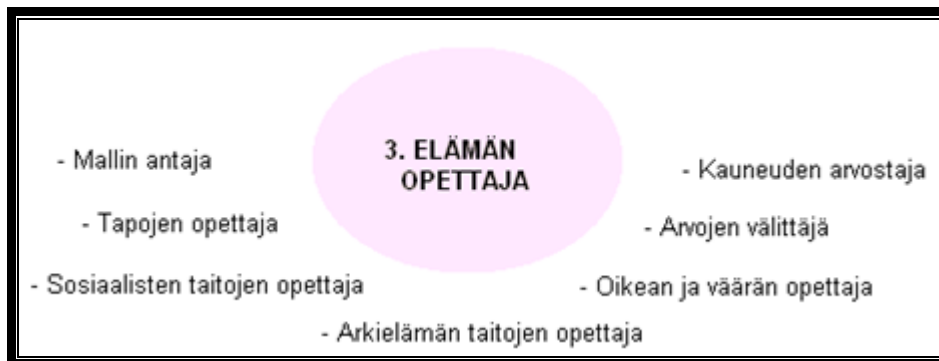 3. ELÄMÄN
OPETTAJA
- Mallin antaja
- Tapojen opettaja
- Sosiaalisten taitojen opettaja
- Arkielämän taitojen opettaja
- Kauneuden arvostaja
- Arvojen välittäjä
- Oikean ja väärän opettaja